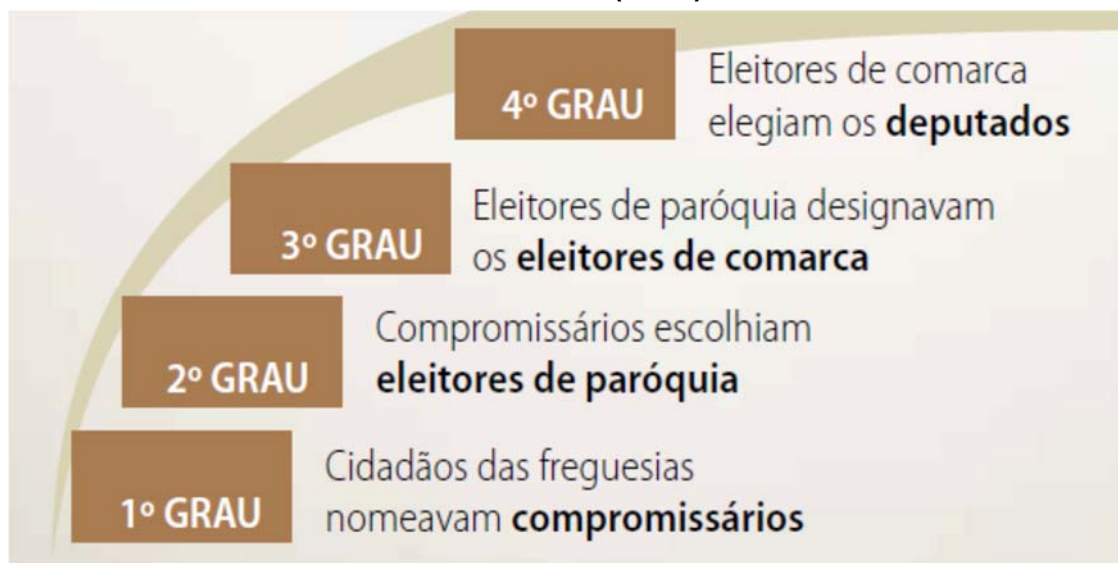 4º GRAU
Eleitores de comarca
elegiam os deputados
3º GRAU
Eleitores de paróquia designavam
os eleitores de comarca
2º GRAU
Compromissários escolhiam
eleitores de paróquia
1º GRAU
Cidadãos das freguesias
nomeavam compromissários